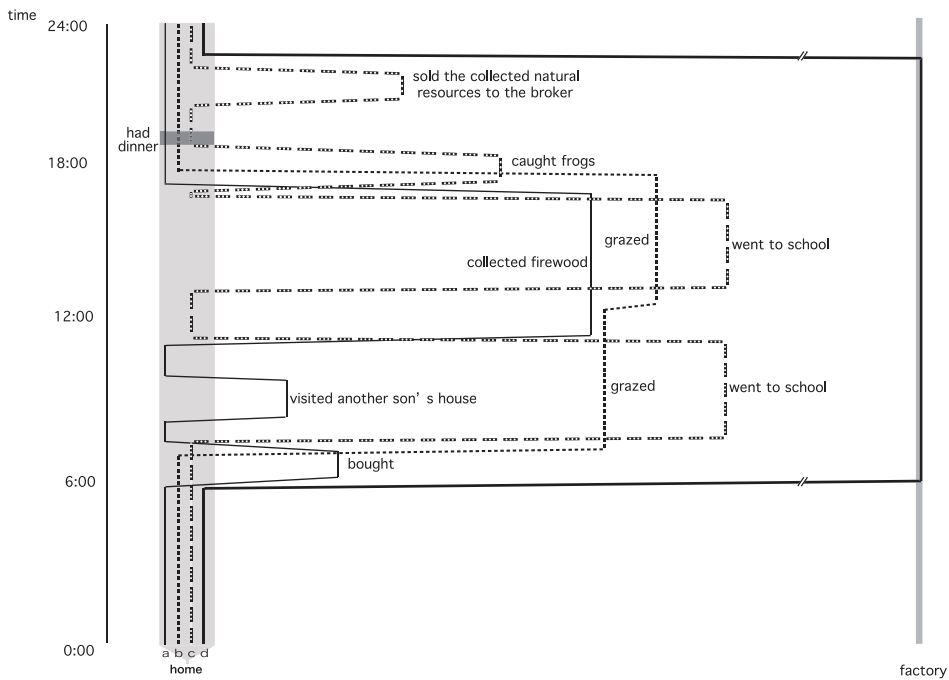 time
24:00
sold the collected natural
resources to the broker
had
dinner
18:00
caught frogs
grazed
went to school
collected firewood
12:00
grazed
went to school
visited another son's house
bought
6:00
0:00
a b c d
home
factory